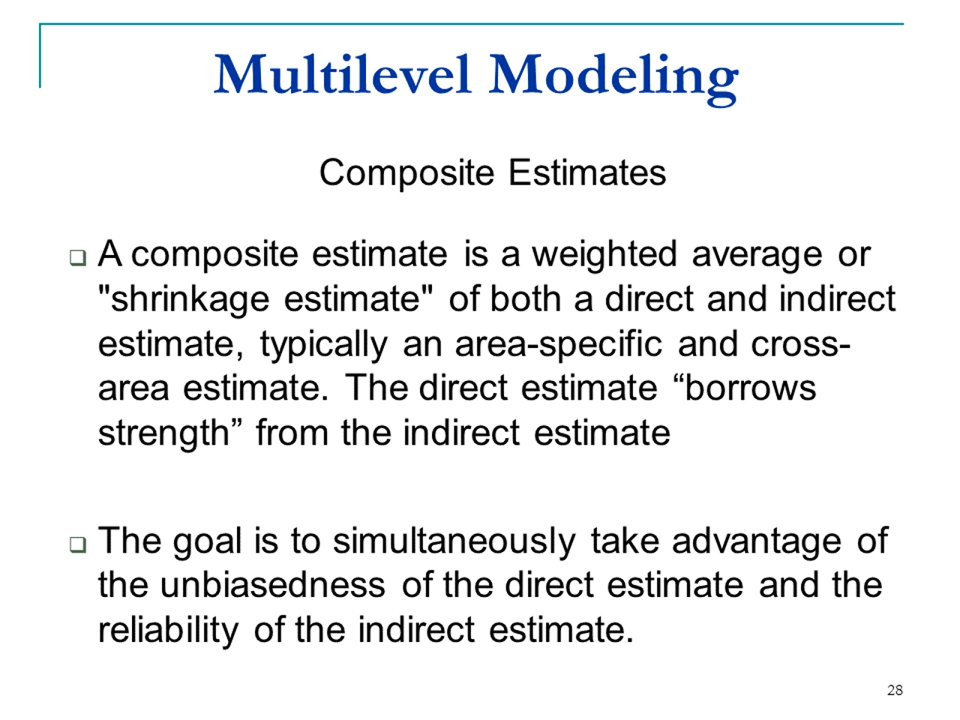 Multilevel Modeling
Composite Estimates
A composite estimate is a weighted average or
"shrinkage estimate" of both a direct and indirect
estimate, typically an area-specific and cross-
area estimate. The direct estimate “borrows
strength” from the indirect estimate
The goal is to simultaneously take advantage of
the unbiasedness of the direct estimate and the
reliability of the indirect estimate.
28